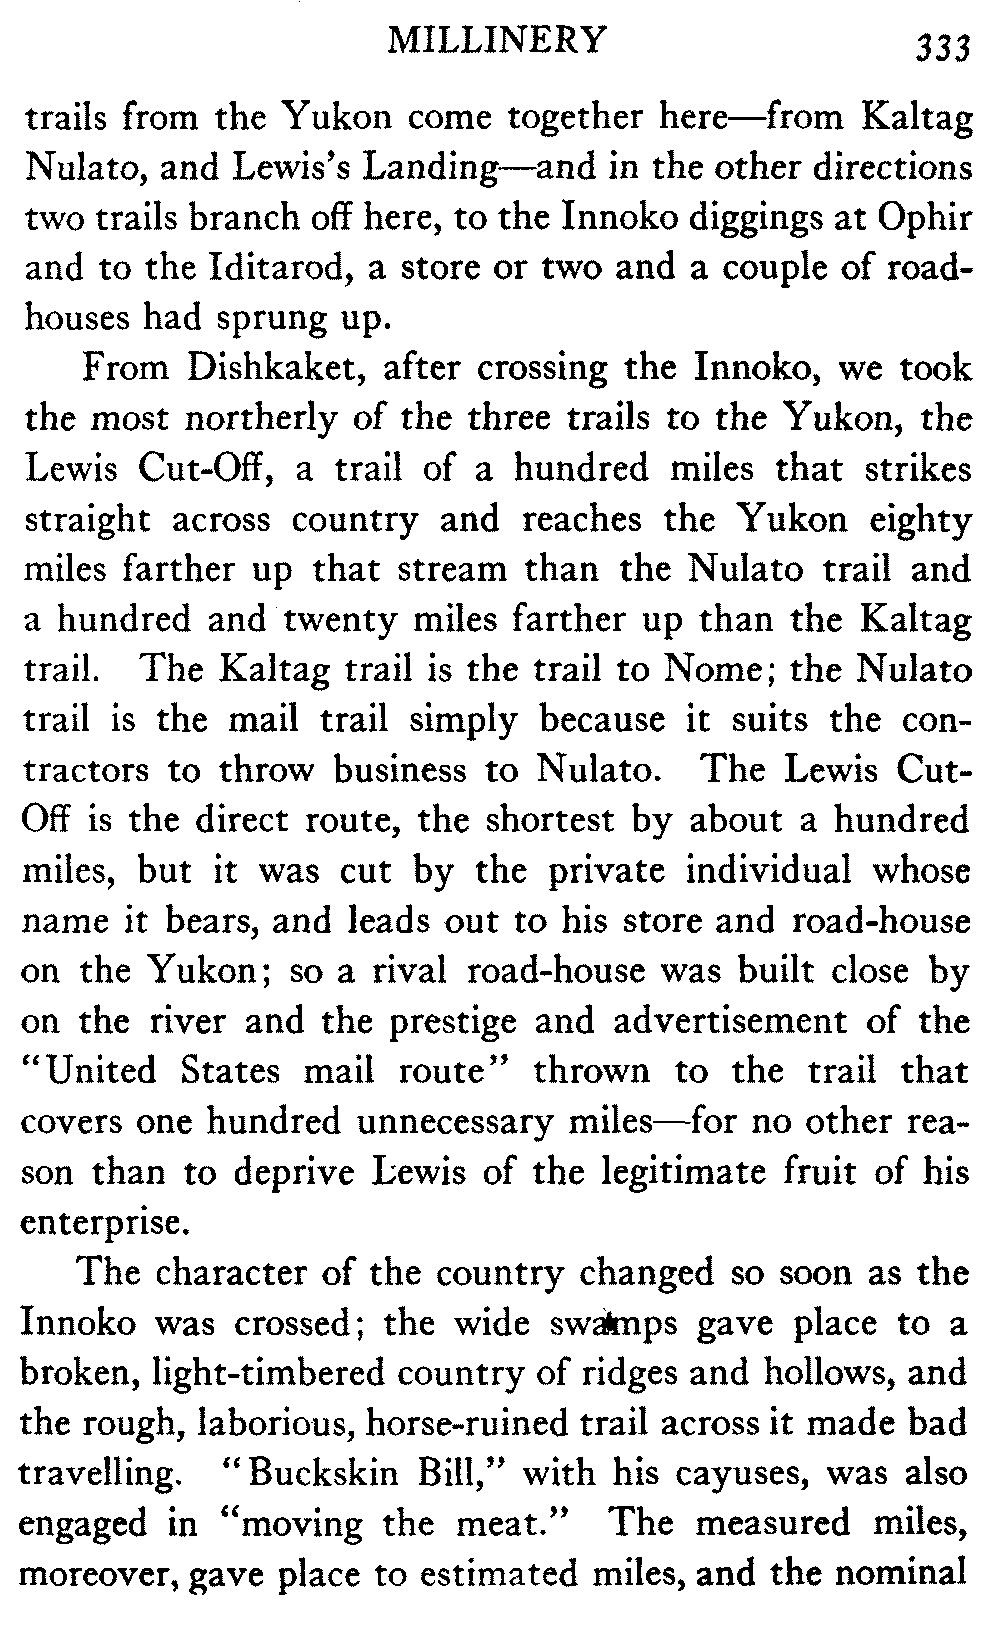 MILLINERY 333
trails from the Yukon come together here—from Kaltag
Nulato, and Lewis's Landing—and in the other directions
two trails branch off here, to the Innoko diggings at Ophir
and to the Iditarod, a store or two and a couple of road-
houses had sprung up.
From Dishkaket, after crossing the Innoko, we took
the most northerly of the three trails to the Yukon, the
Lewis Cut-Off, a trail of a hundred miles that strikes
straight across country and reaches the Yukon eighty
miles farther up that stream than the Nulato trail and
a hundred and twenty miles farther up than the Kaltag
trail. The Kaltag trail is the trail to Nome; the Nulato
trail is the mail trail simply because it suits the con-
tractors to throw business to Nulato. The Lewis Cut-
Off is the direct route, the shortest by about a hundred
miles, but it was cut by the private individual whose
name it bears, and leads out to his store and road-house
on the Yukon; so a rival road-house was built close by
on the river and the prestige and advertisement of the
"United States mail route" thrown to the trail that
covers one hundred unnecessary miles—for no other rea-
son than to deprive Lewis of the legitimate fruit of his
enterprise.
The character of the country changed so soon as the
Innoko was crossed; the wide swamps gave place to a
broken, light-timbered country of ridges and hollows, and
the rough, laborious, horse-ruined trail across it made bad
travelling. "Buckskin Bill," with his cayuses, was also
engaged in "moving the meat." The measured miles,
moreover, gave place to estimated miles, and the nominal